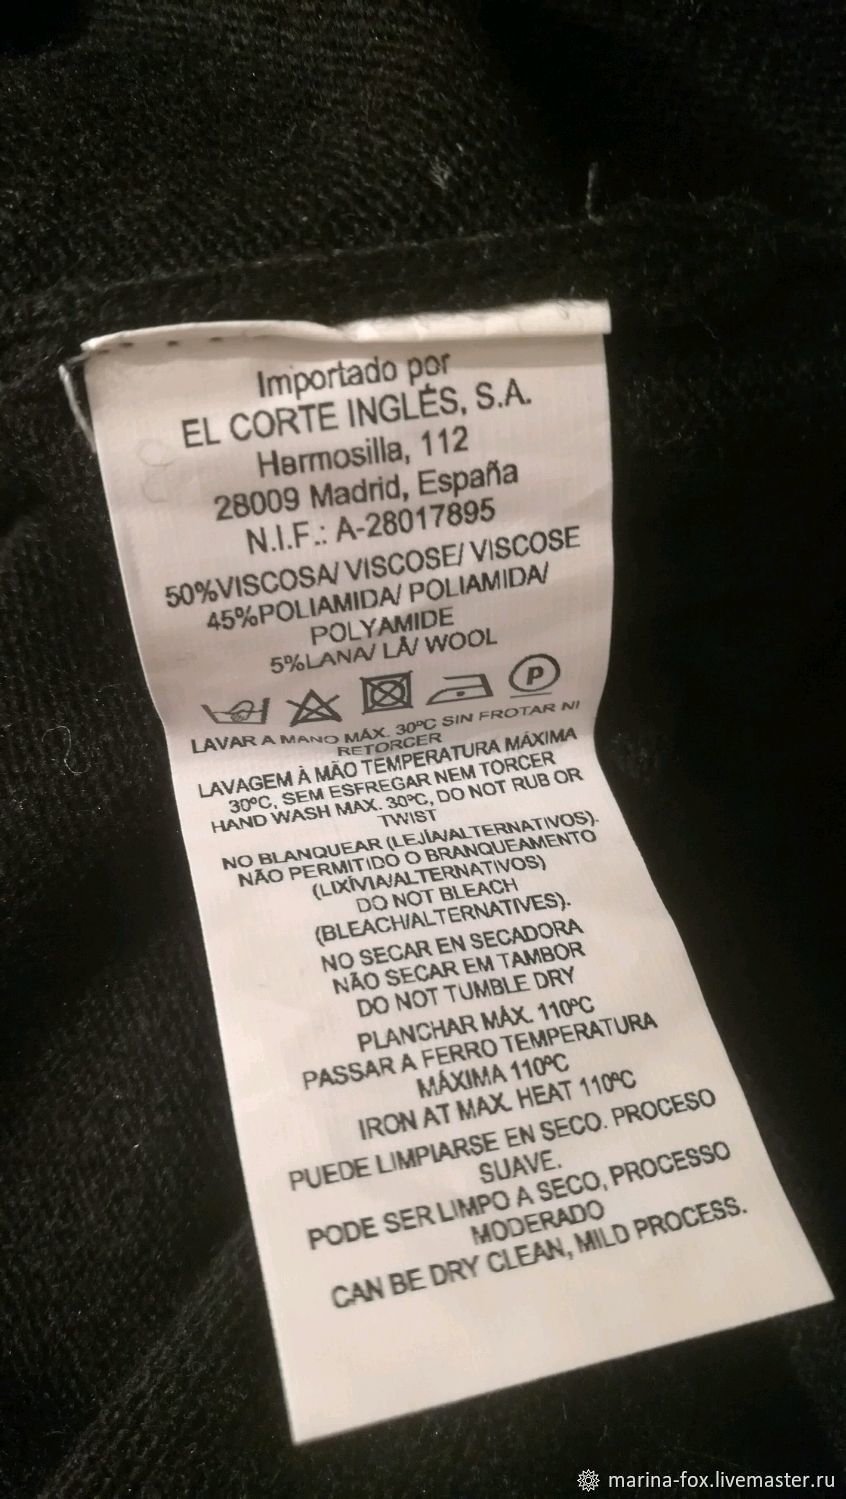 Importado por
EL CORTE INGLÉS, S.A.
Hermosilla, 112
28009 Madrid, España
N.I.F.: A-28017895
50%VISCOSA/ VISCOSE/ VISCOSE
45%POLIAMIDA/ POLIAMIDA/
POLYAMIDE
5%LANA/ LÃ/ WOOL
P
LAVAR A MANO MÁX. 30ºC SIN FROTAR NI
RETORCER
LAVAGEM À MÃO TEMPERATURA MÁXIMA
30ºC, SEM ESFREGAR NEM TORCER
HAND WASH MAX. 30ºC, DO NOT RUB OR
TWIST
NO BLANQUEAR (LEJÍA/ALTERNATIVOS).
NÃO PERMITIDO O BRANQUEAMENTO
(LIXÍVIA/ALTERNATIVOS)
DO NOT BLEACH
(BLEACH/ALTERNATIVES).
NO SECAR EN SECADORA
NÃO SECAR EM TAMBOR
DO NOT TUMBLE DRY
PLANCHAR MÁX. 110ºC
PASSAR A FERRO TEMPERATURA
MÁXIMA 110ºC
IRON AT MAX. HEAT 110ºC
PUEDE LIMPIARSE EN SECO. PROCESO
SUAVE.
PODE SER LIMPO A SECO, PROCESSO
MODERADO
CAN BE DRY CLEAN, MILD PROCESS.
marina-fox.livemaster.ru